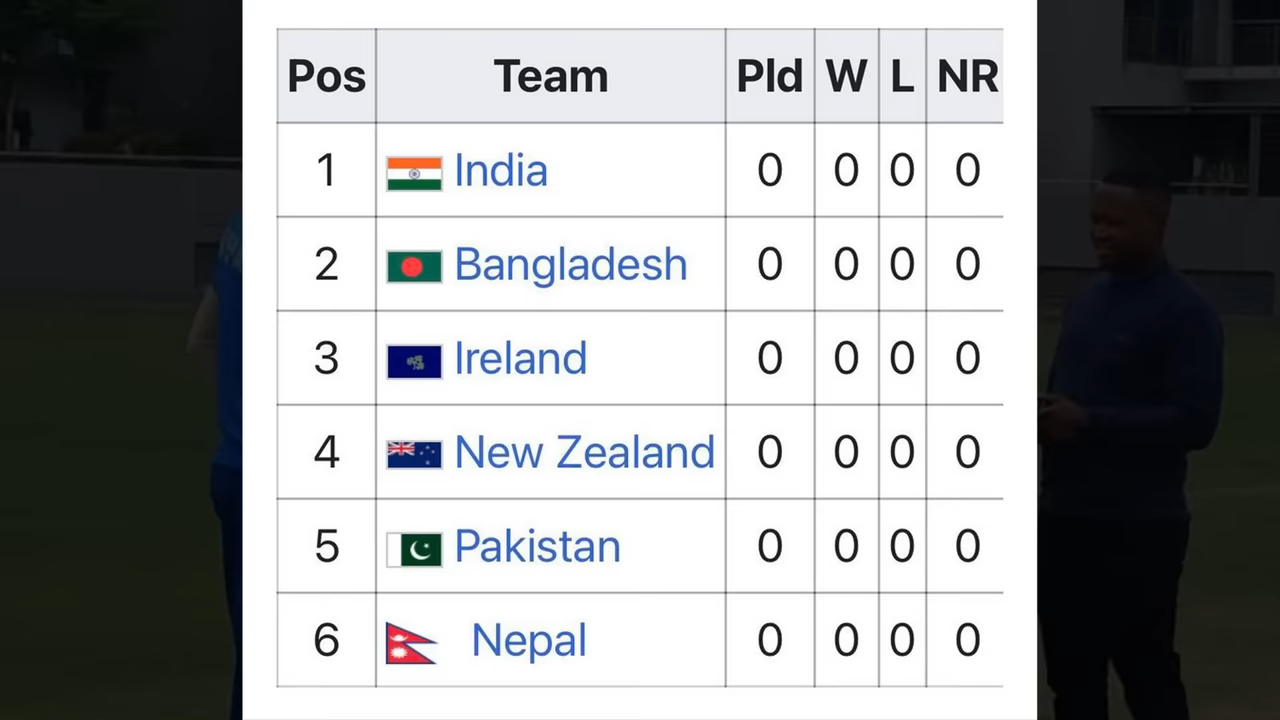 Pos Team Pld W L NR
1 India 0 0 0 0
2 Bangladesh 0 0 0 0
3 Ireland 0 0 0 0
4 New Zealand 0 0 0 0
5 Pakistan 0 0 0 0
6 Nepal 0 0 0 0